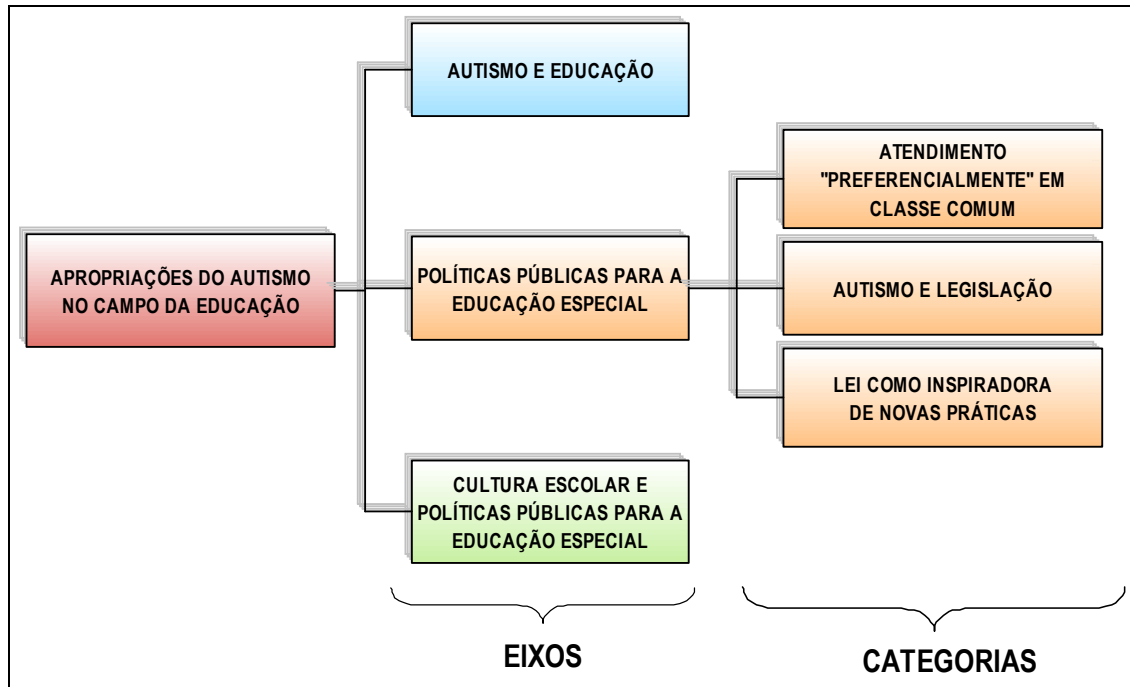 AUTISMO E EDUCAÇÃO
ATENDIMENTO
"PREFERENCIALMENTE" EM
CLASSE COMUM
APROPRIAÇÕES DO AUTISMO
NO CAMPO DA EDUCAÇÃO
POLÍTICAS PÚBLICAS PARA A
EDUCAÇÃO ESPECIAL
AUTISMO E LEGISLAÇÃO
LEI COMO INSPIRADORA
DE NOVAS PRÁTICAS
CULTURA ESCOLAR E
POLÍTICAS PÚBLICAS PARA A
EDUCAÇÃO ESPECIAL
EIXOS
CATEGORIAS